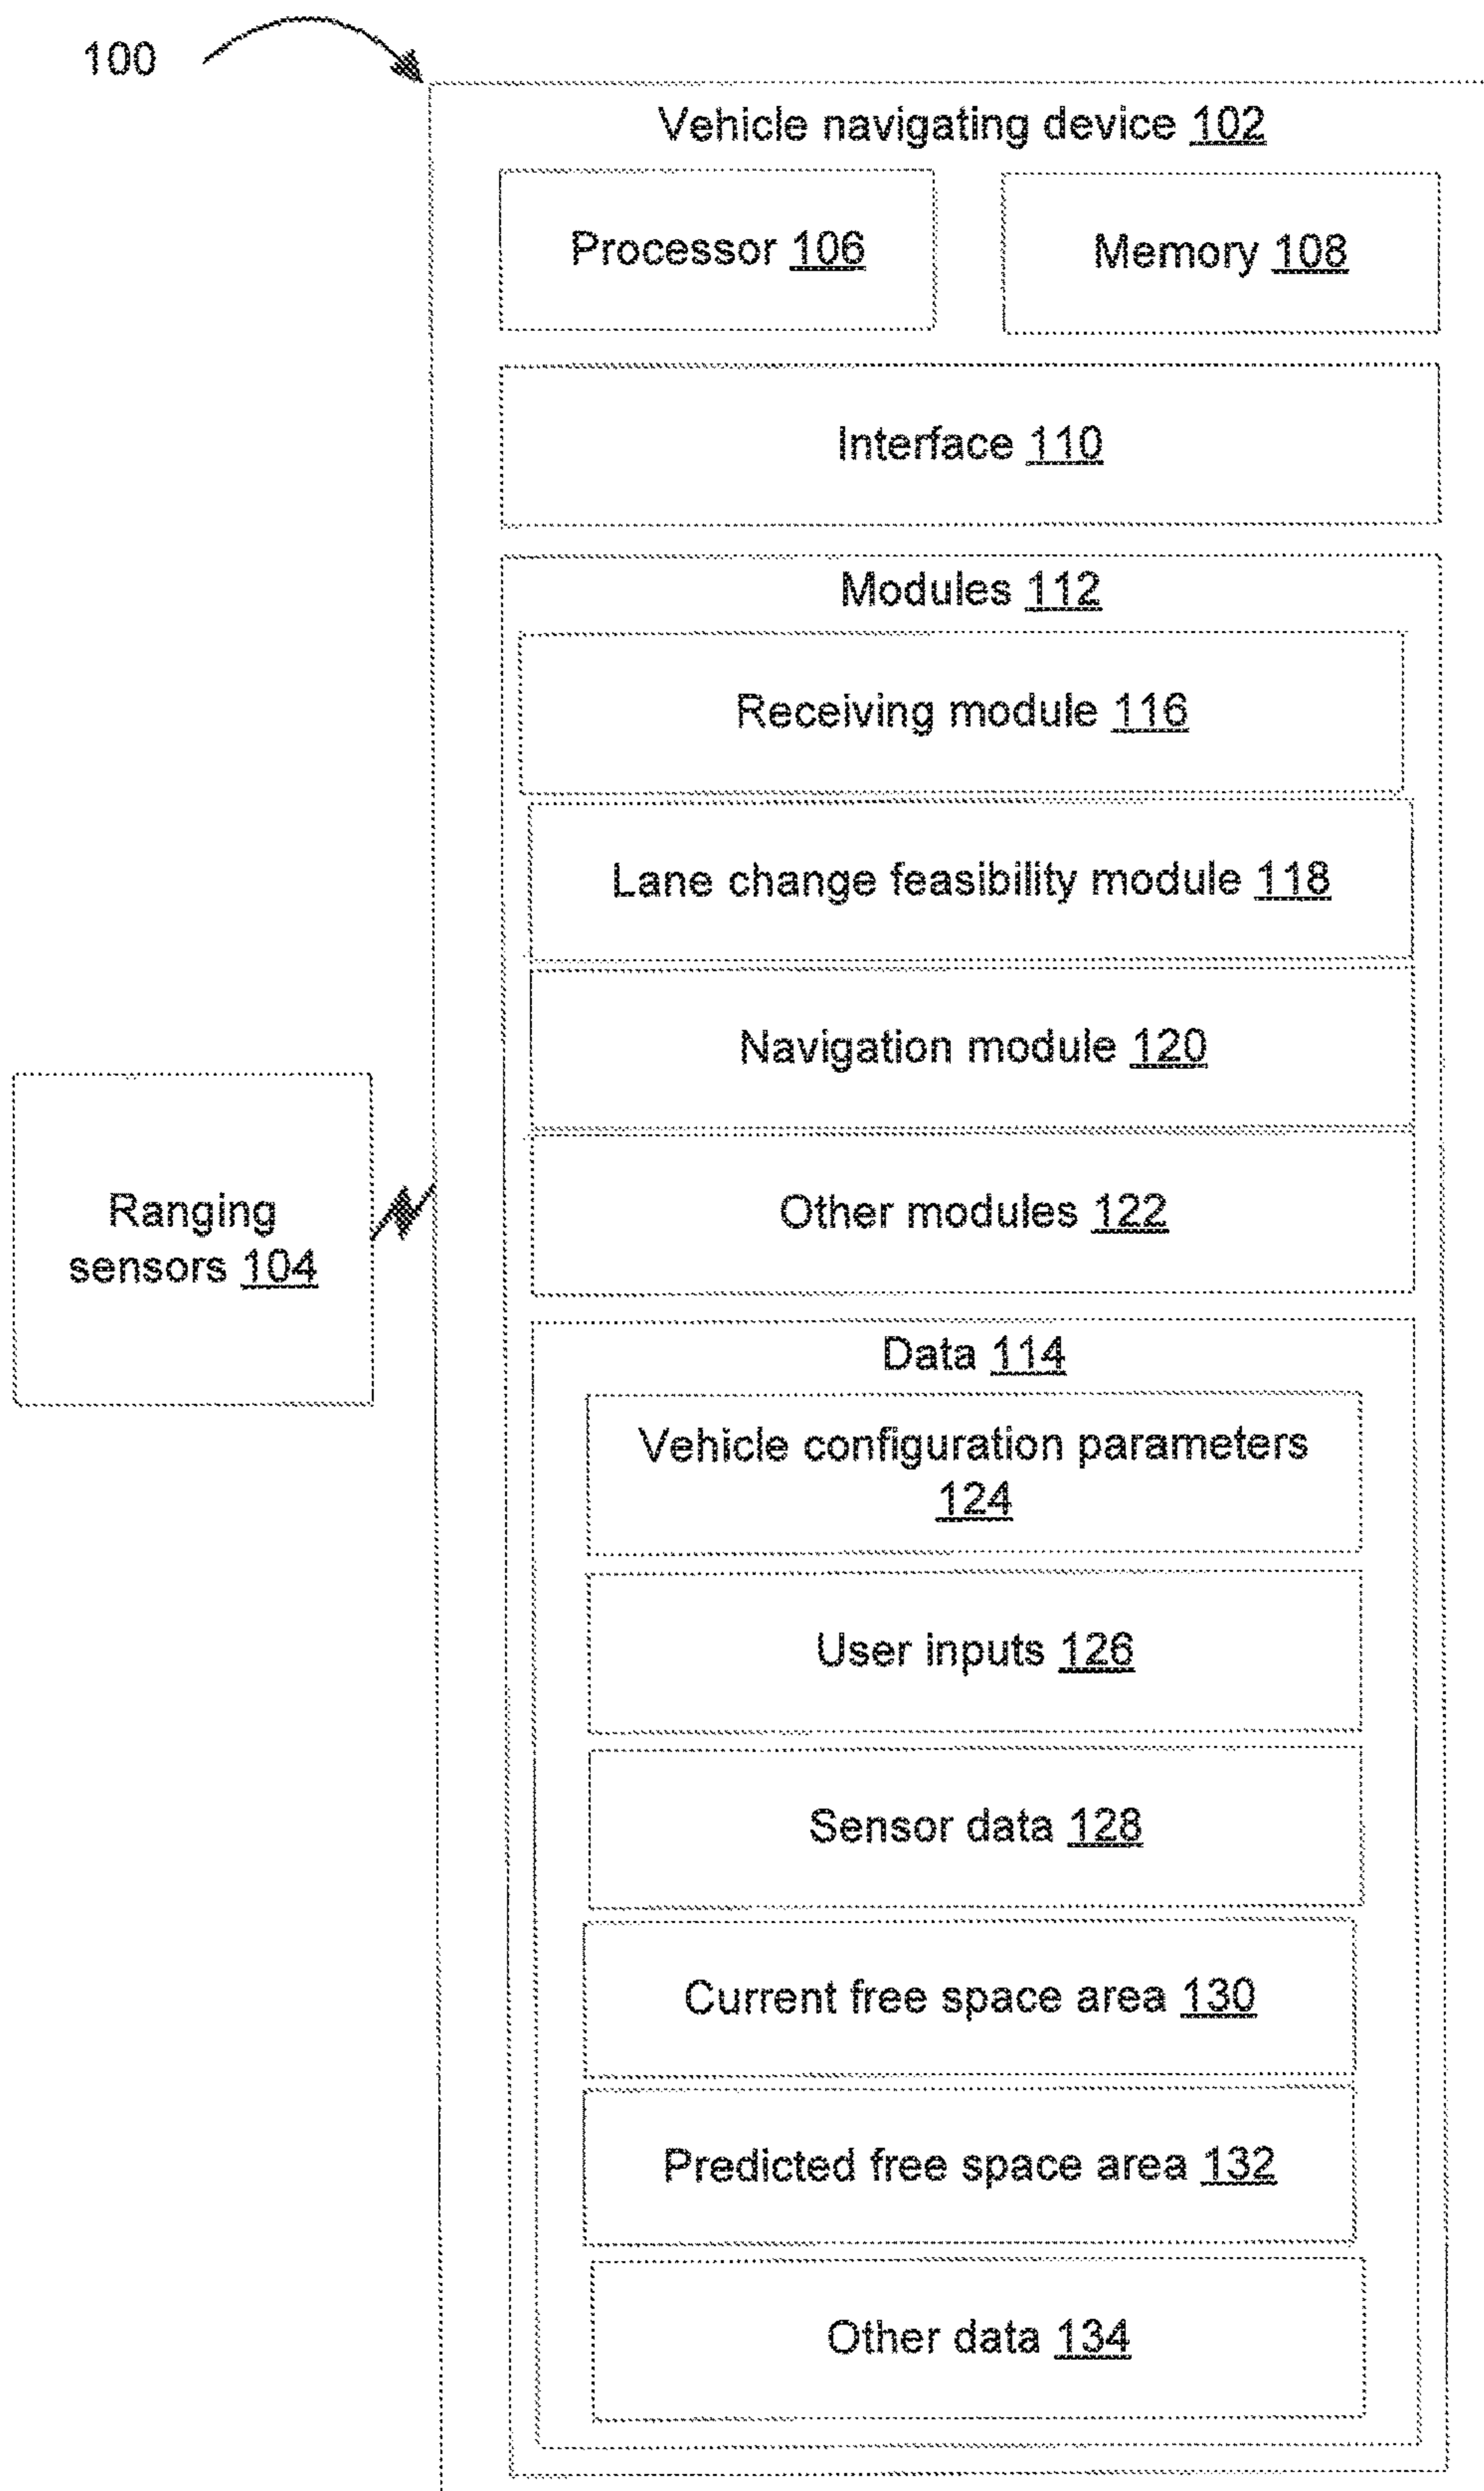 100
Vehicle navigating device 102
Processor 106
Memory 108
Interface 110
Modules 112
Receiving module 116
Lane change feasibility module 118
Navigation module 120
Ranging
sensors 104
Other modules 122
Data 114
Vehicle configuration parameters
124
User inputs 126
Sensor data 128
Current free space area 130
Predicted free space area 132
Other data 134